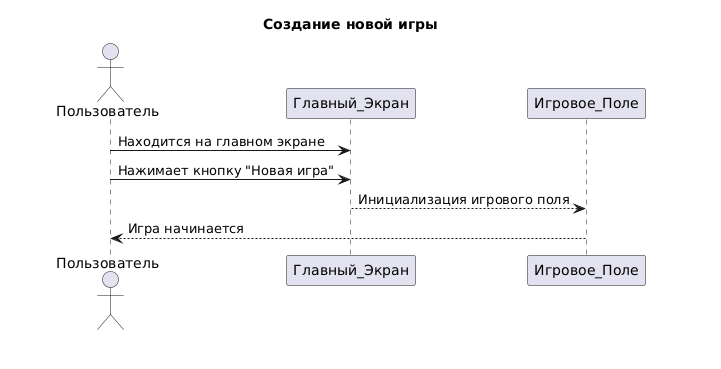 Создание новой игры
Пользователь
Главный_Экран
Игровое_Поле
Находится на главном экране
Нажимает кнопку "Новая игра"
Инициализация игрового поля
Игра начинается
Пользователь
Главный_Экран
Игровое_Поле